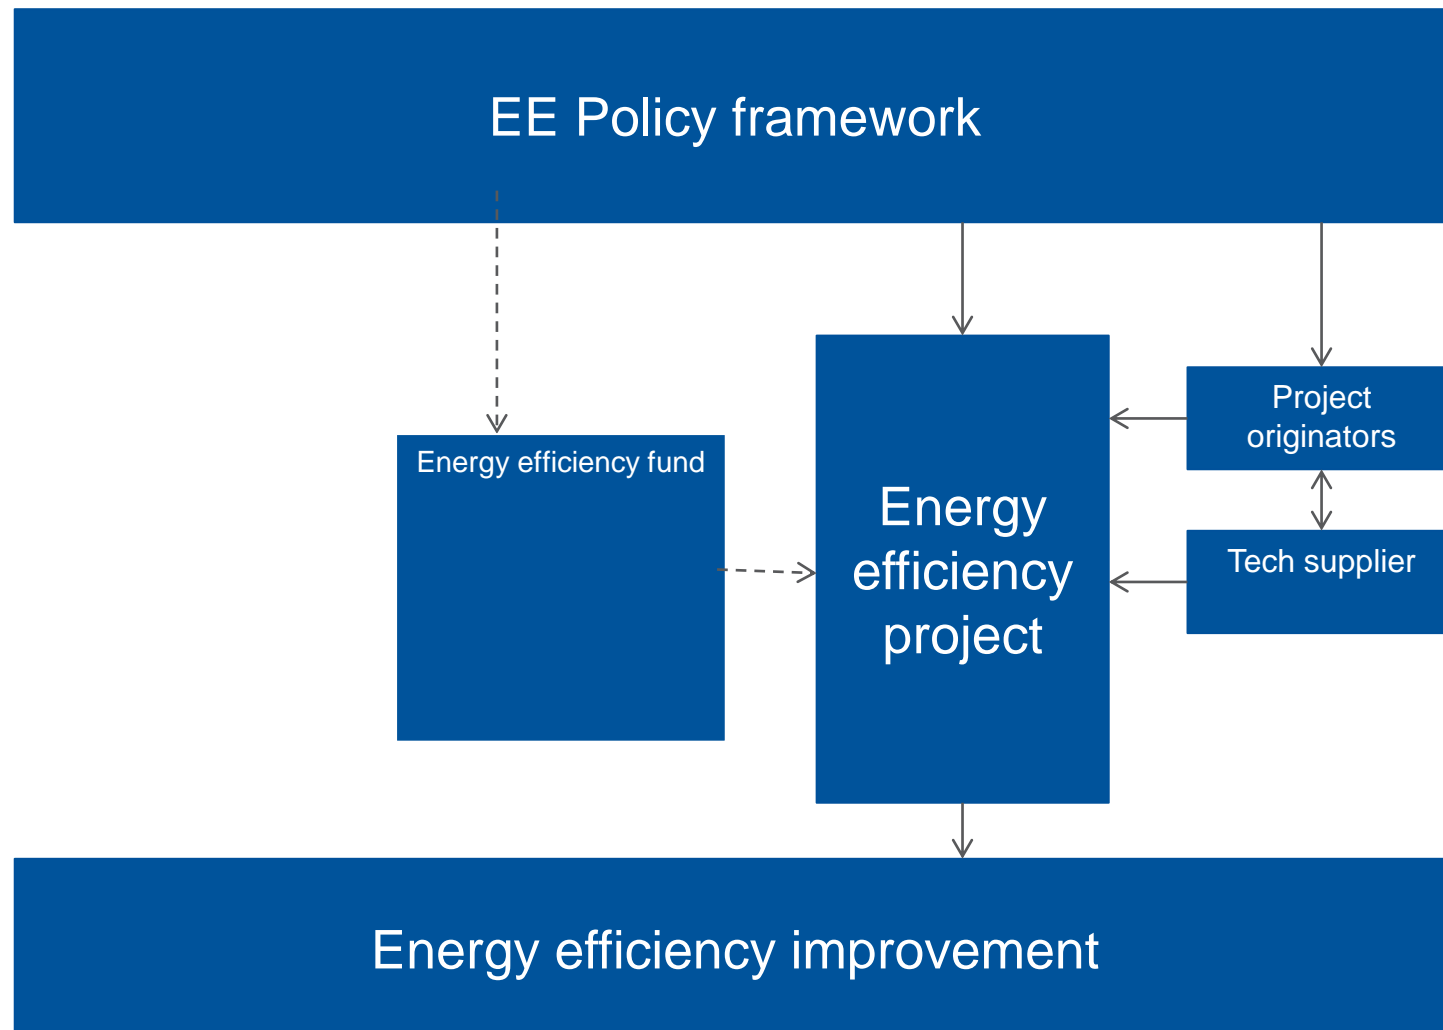 EE Policy framework
Energy efficiency fund
Energy
efficiency
project
Project
originators
Tech supplier
Energy efficiency improvement